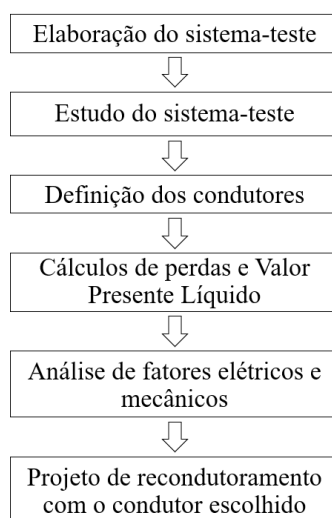 Elaboração do sistema-teste
Estudo do sistema-teste
Definição dos condutores
Cálculos de perdas e Valor
Presente Líquido
Análise de fatores elétricos e
mecânicos
Projeto de recondutoramento
com o condutor escolhido